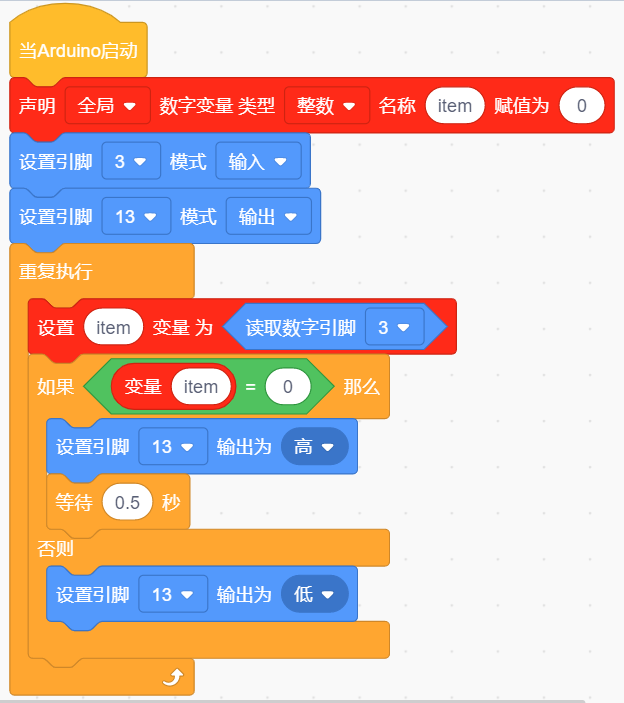 当Arduino启动
声明 全局 数字变量 类型 整数 名称 item 赋值为 0
设置引脚 3 模式 输入
设置引脚 13 模式 输出
重复执行
设置 item 变量 为 读取数字引脚 3
如果 变量 item = 0 那么
设置引脚 13 输出为 高
等待 0.5 秒
否则
设置引脚 13 输出为 低